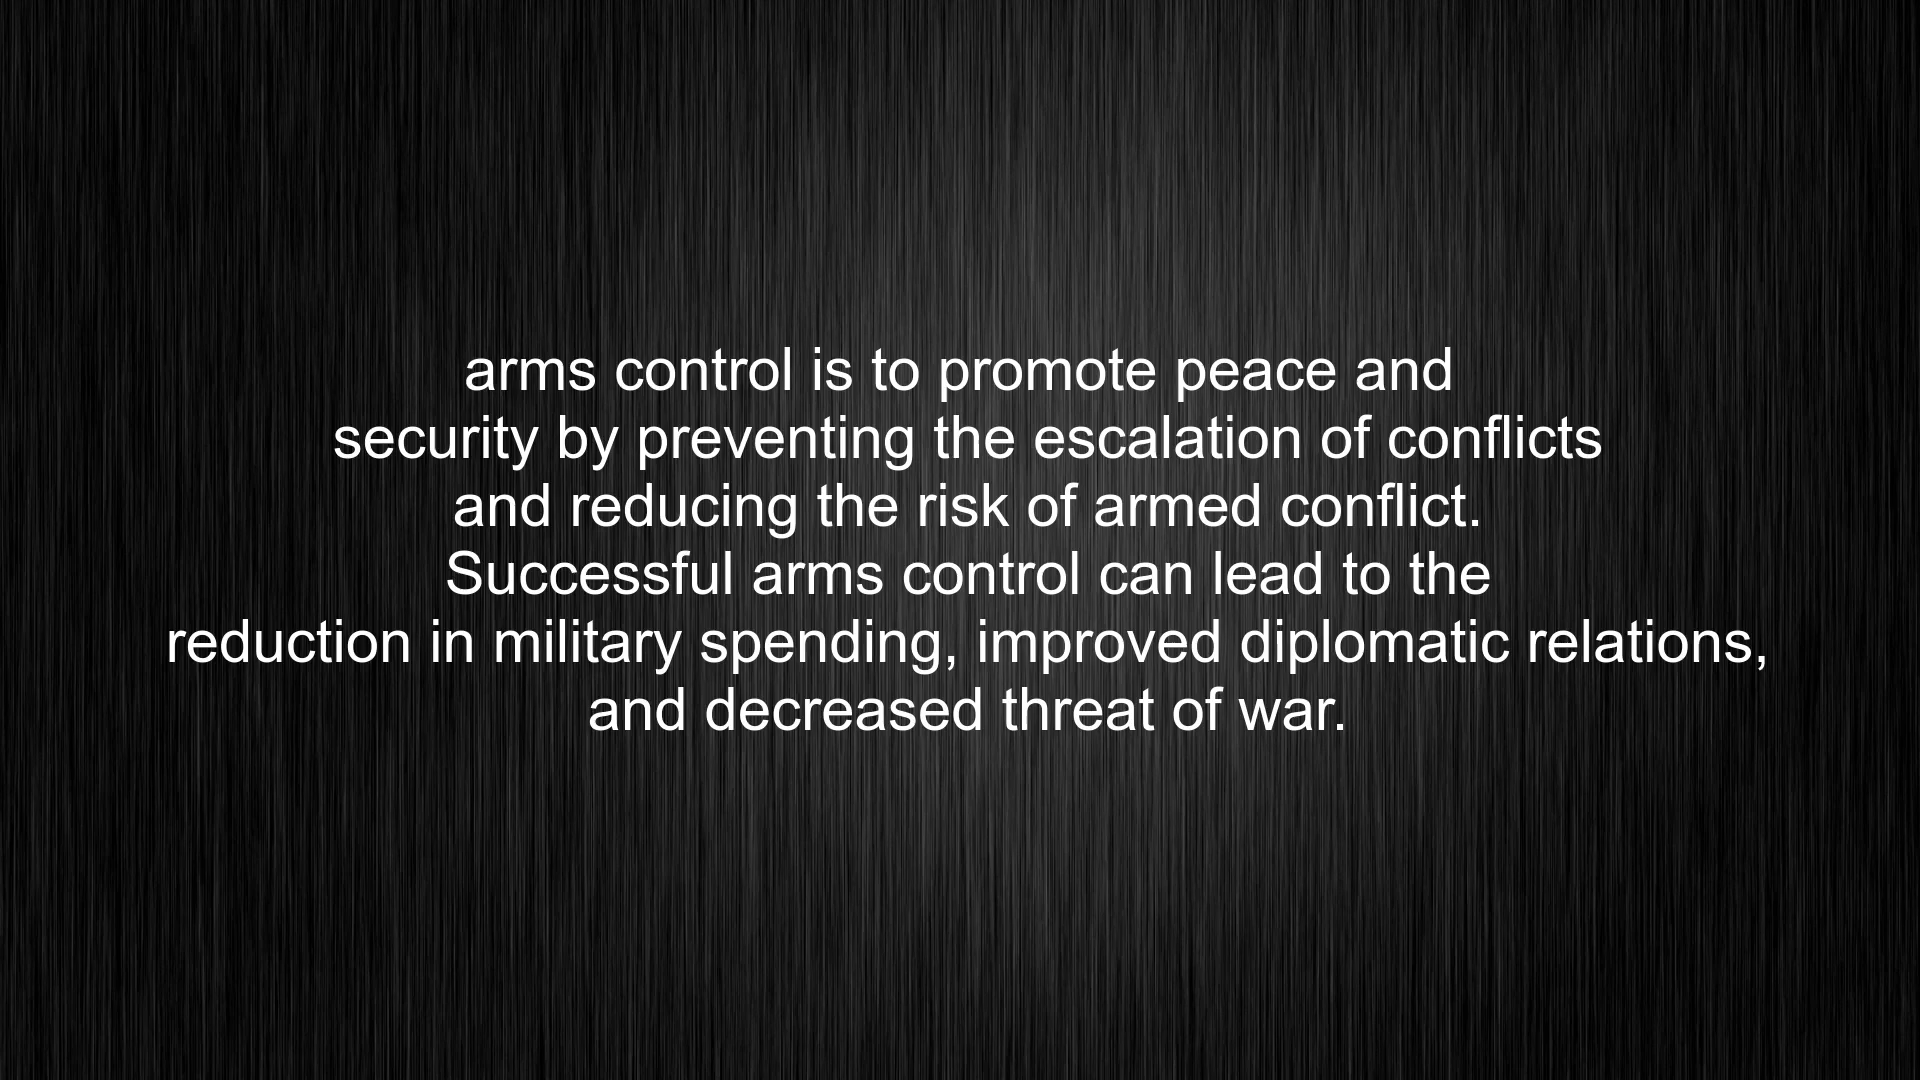 arms control is to promote peace and
security by preventing the escalation of conflicts
and reducing the risk of armed conflict.
Successful arms control can lead to the
reduction in military spending, improved diplomatic relations,
and decreased threat of war.